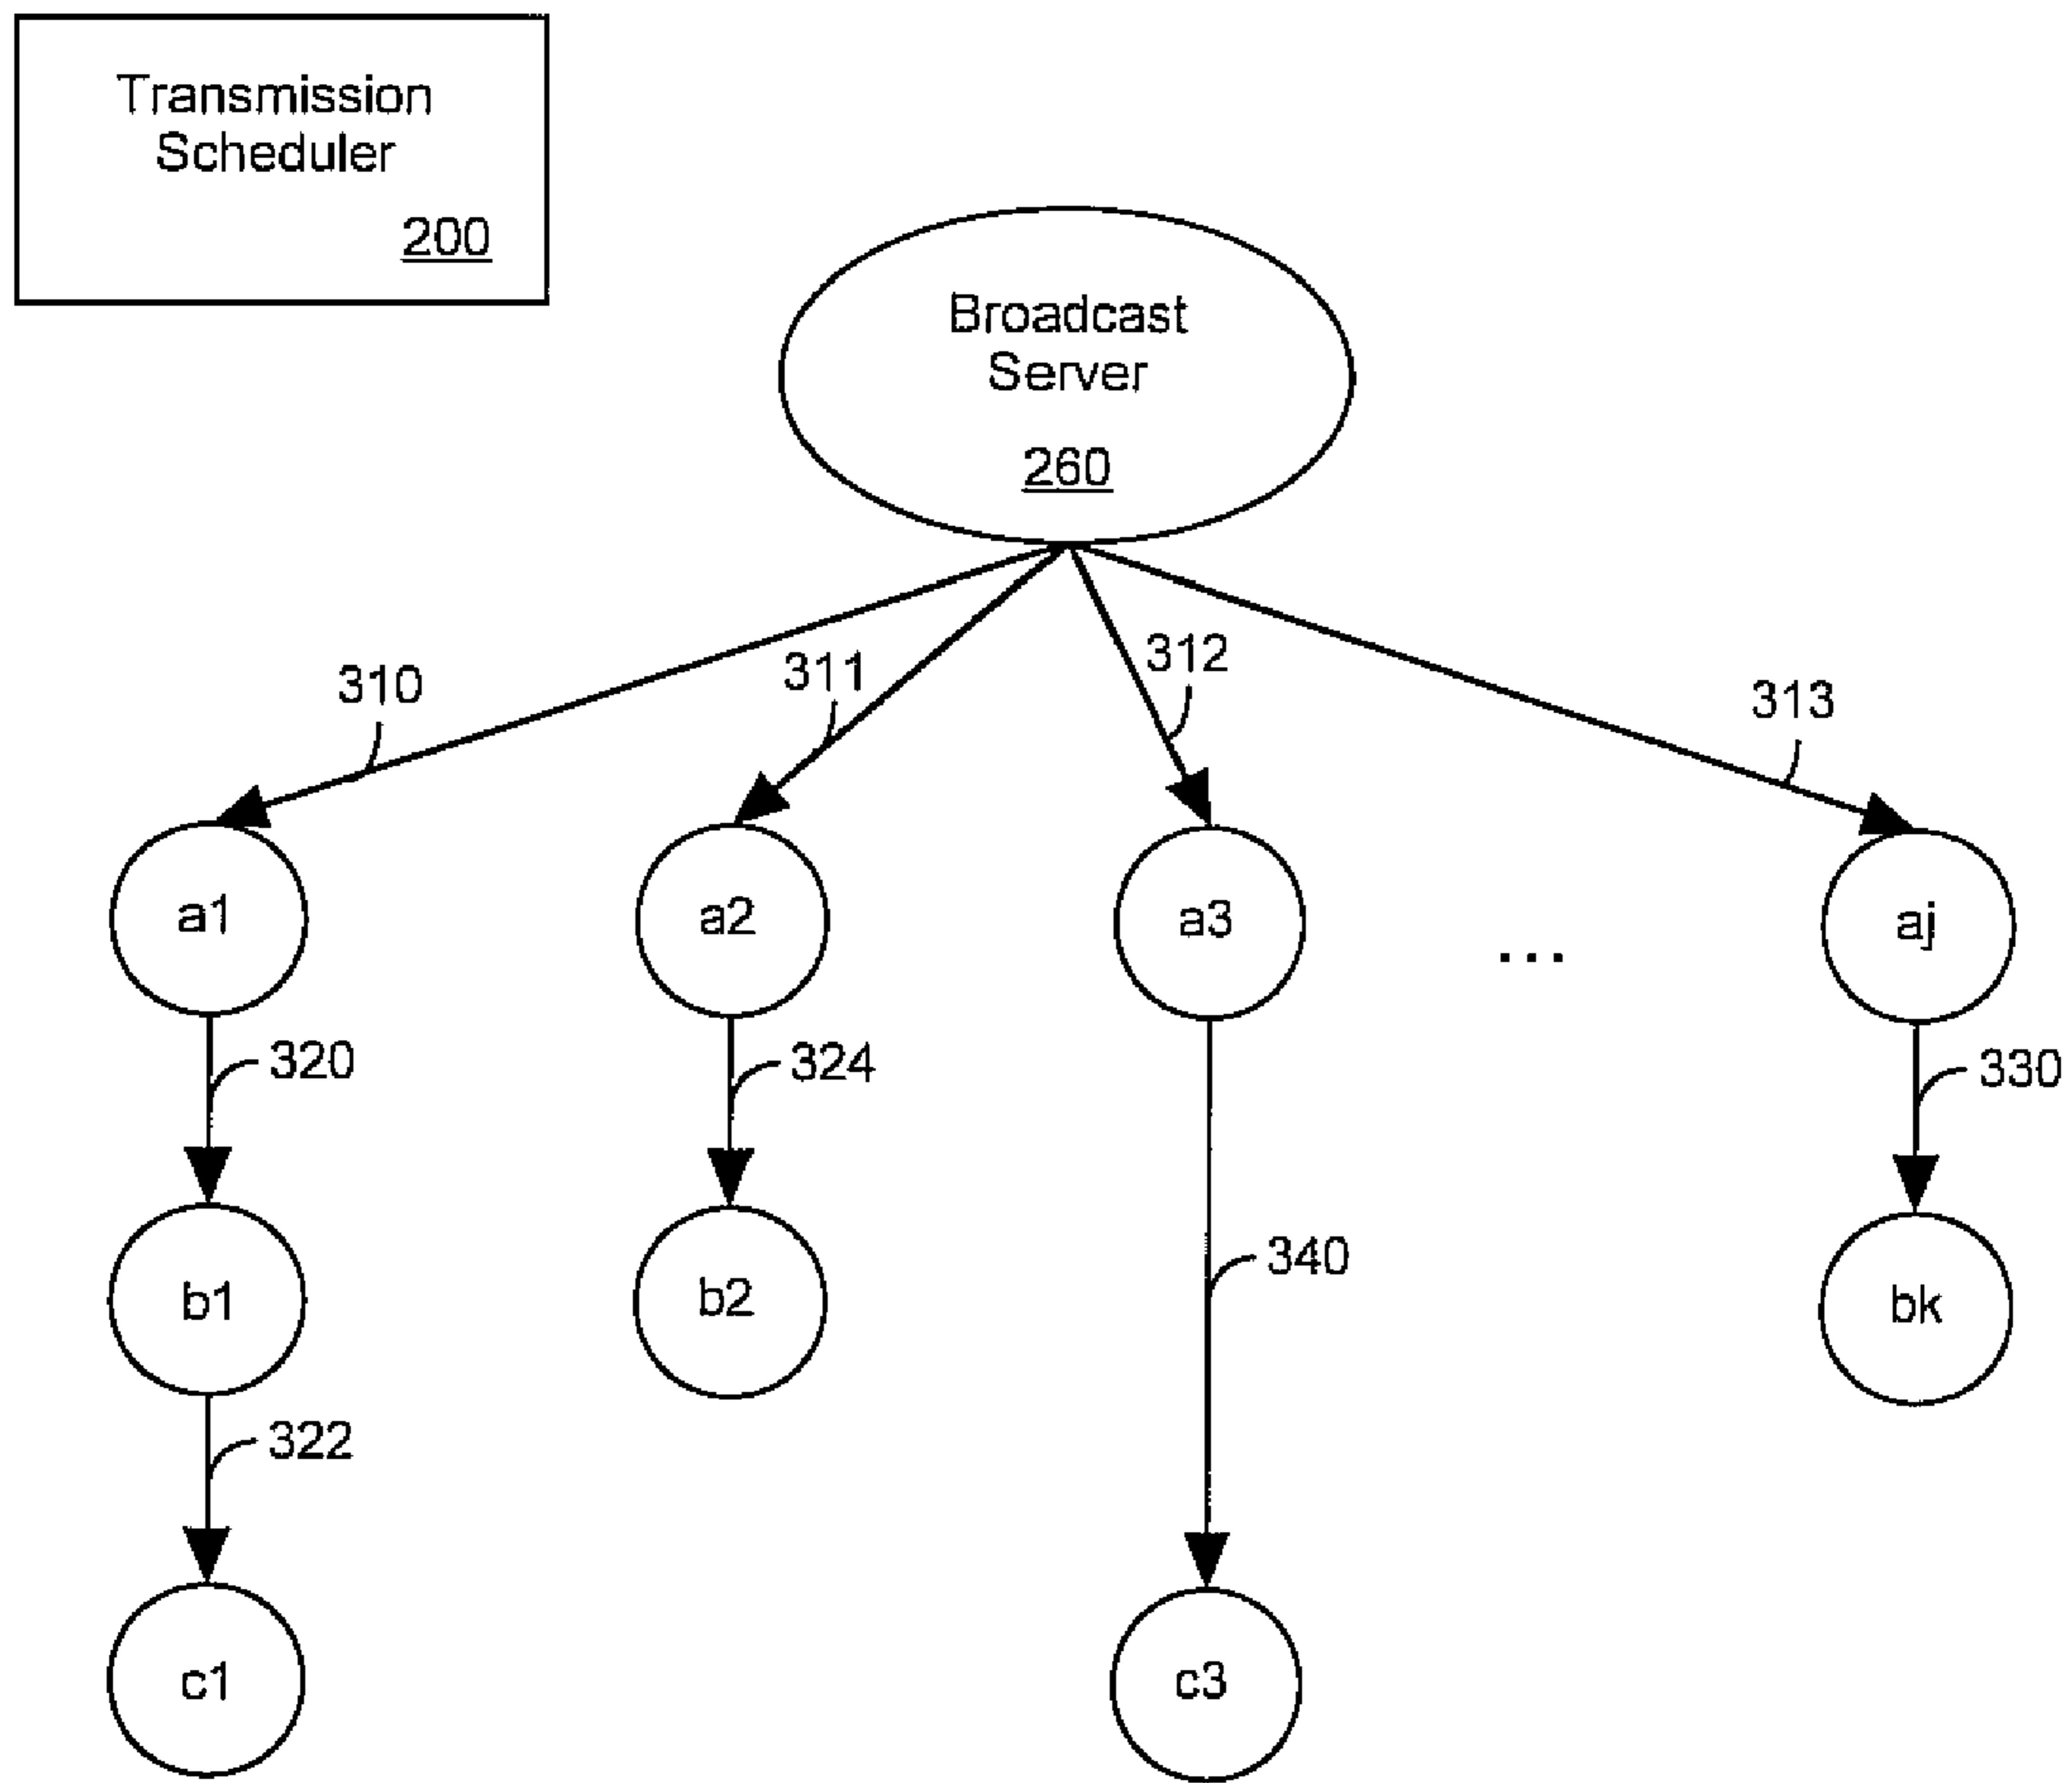 Transmission
Scheduler
200
Broadcast
Server
260
310
311
312
313
a1
a2
a3
...
aj
320
324
330
b1
b2
340
bk
322
c1
c3